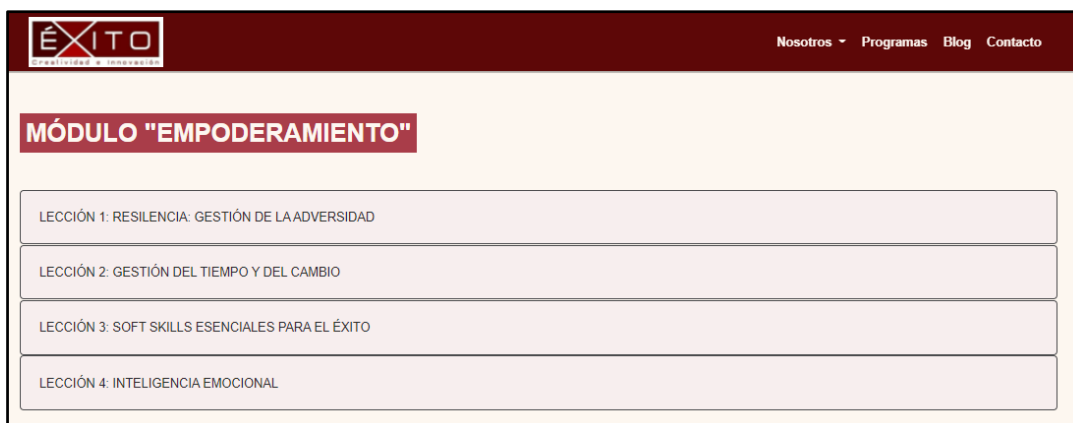 ÉXITO
Creatividad e Innovación
Nosotros Programas Blog Contacto
MÓDULO "EMPODERAMIENTO"
LECCIÓN 1: RESILENCIA: GESTIÓN DE LA ADVERSIDAD
LECCIÓN 2: GESTIÓN DEL TIEMPO Y DEL CAMBIO
LECCIÓN 3: SOFT SKILLS ESENCIALES PARA EL ÉXITO
LECCIÓN 4: INTELIGENCIA EMOCIONAL